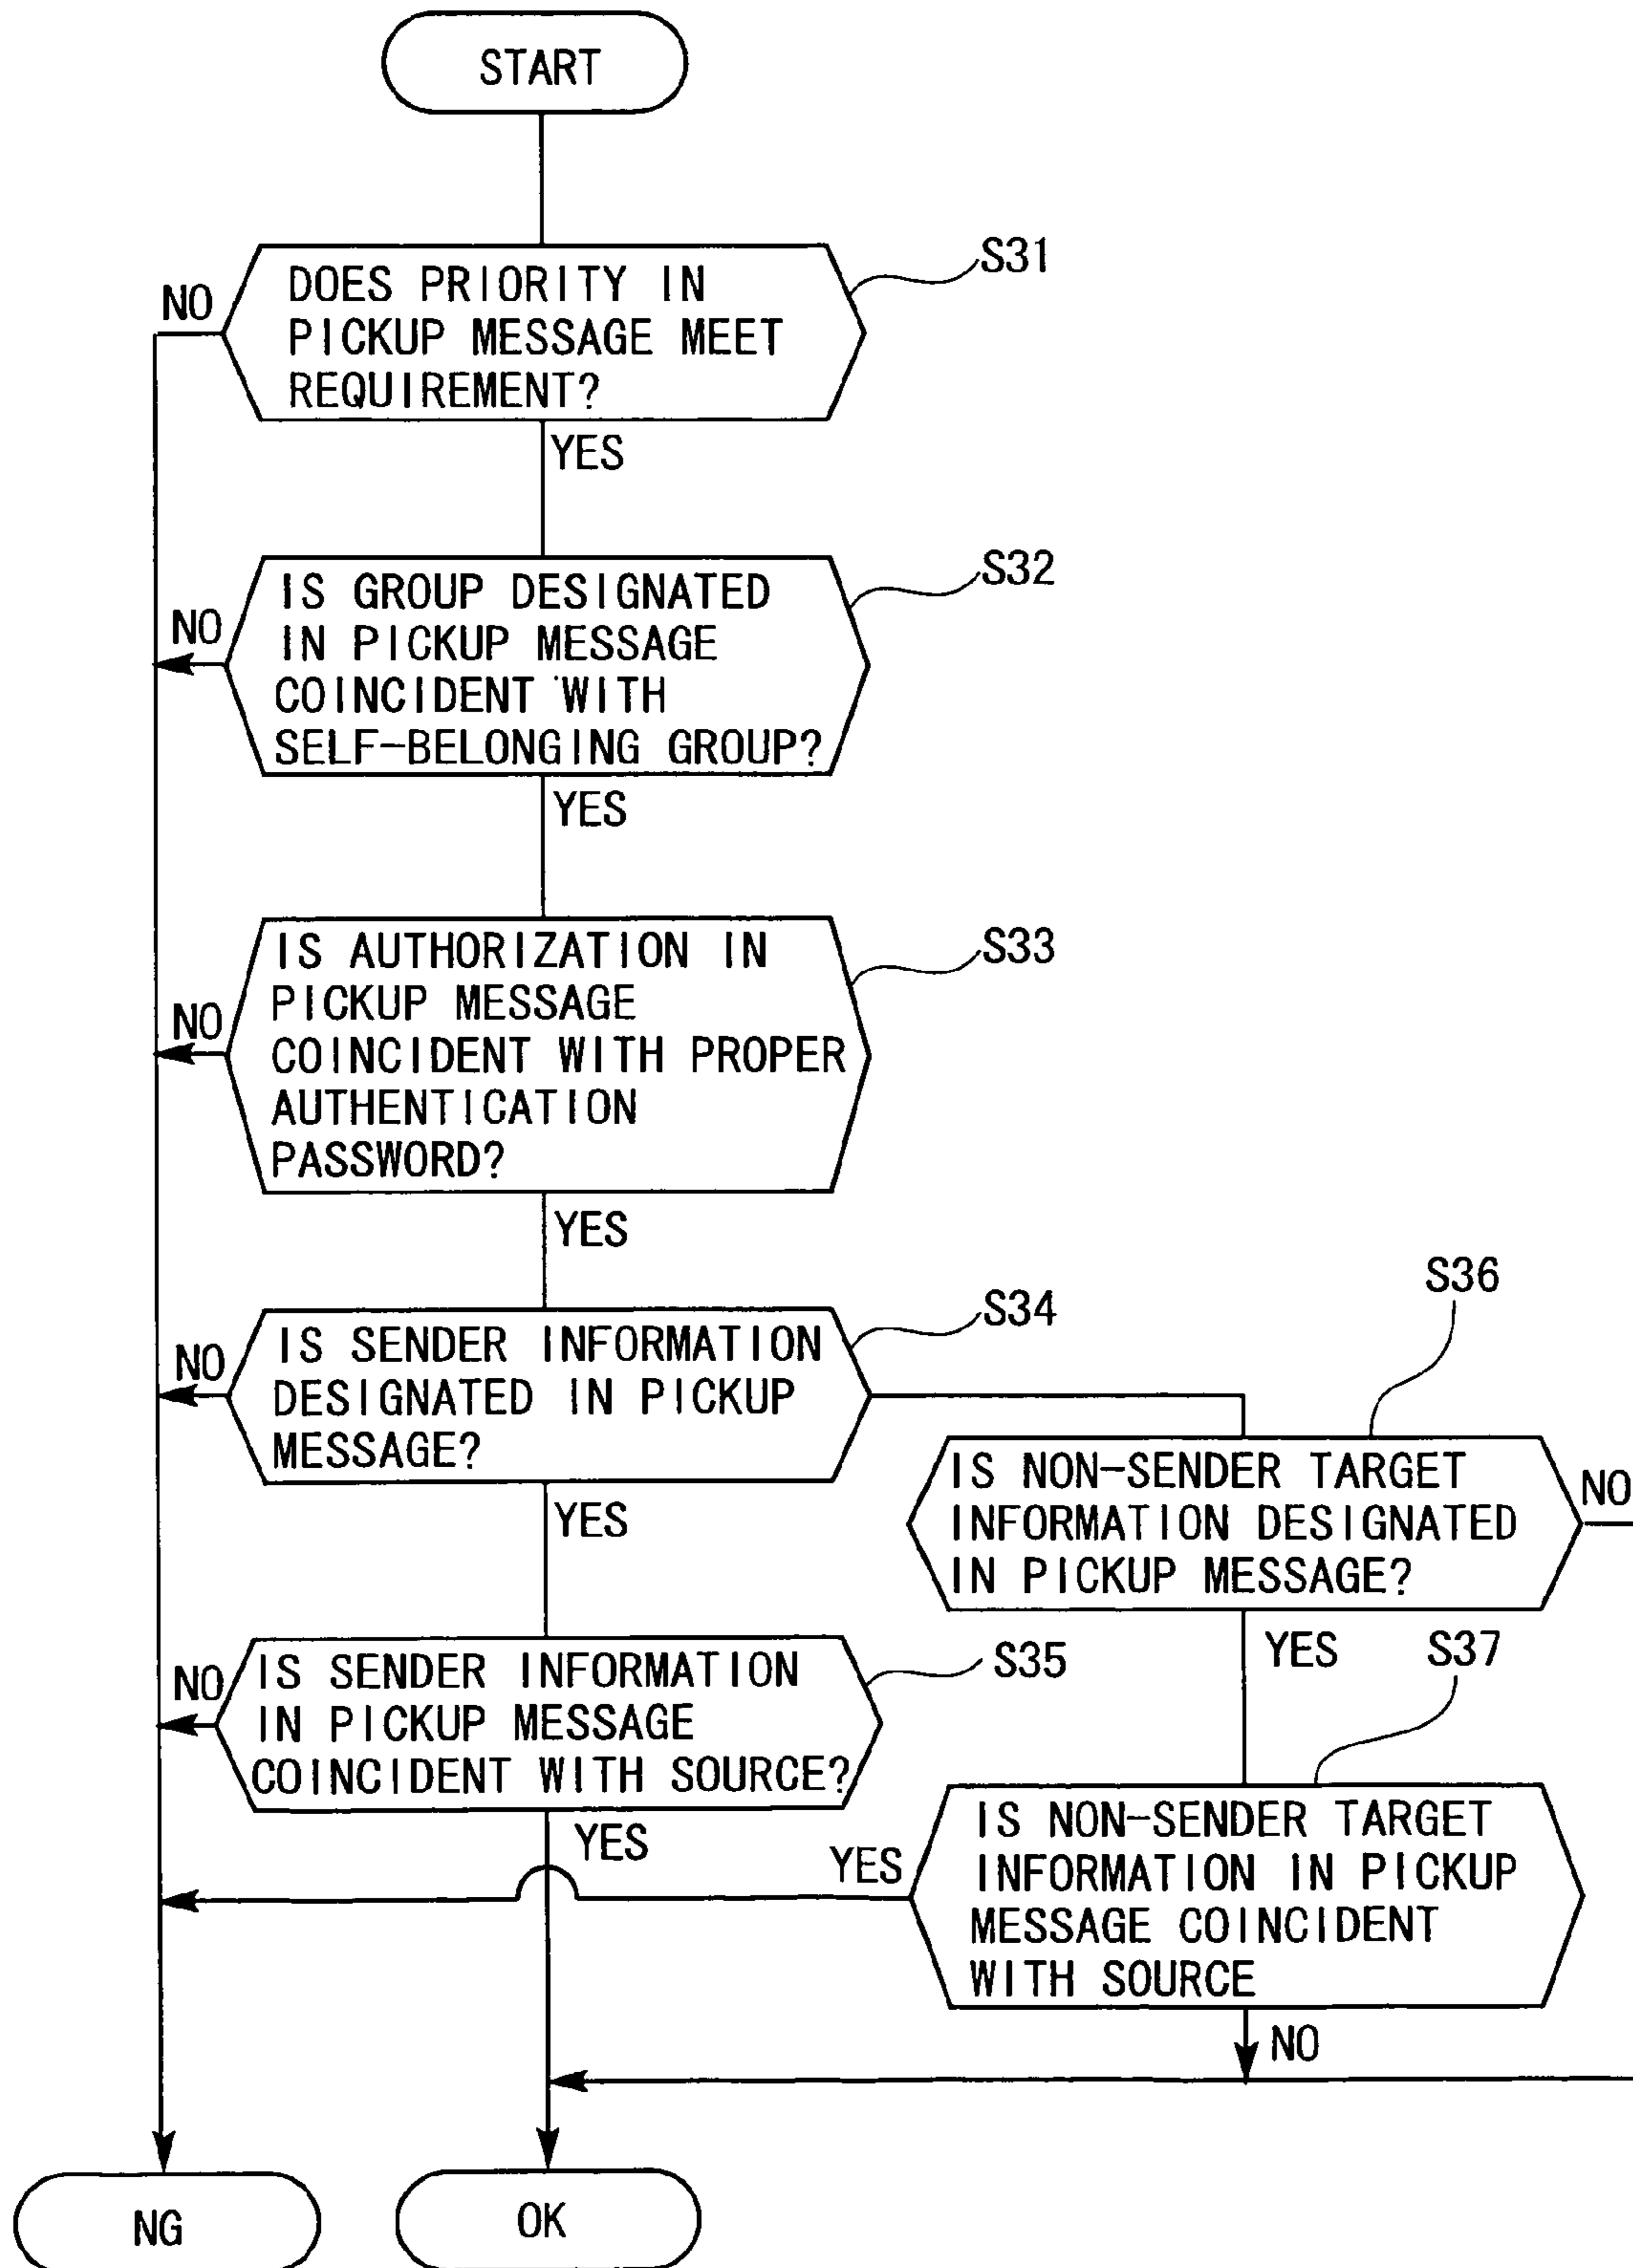 START
S31
NO
DOES PRIORITY IN
PICKUP MESSAGE MEET
REQUIREMENT?
YES
S32
NO
IS GROUP DESIGNATED
IN PICKUP MESSAGE
COINCIDENT WITH
SELF-BELONGING GROUP?
YES
S33
NO
IS AUTHORIZATION IN
PICKUP MESSAGE
COINCIDENT WITH PROPER
AUTHENTICATION
PASSWORD?
YES
S34
NO
IS SENDER INFORMATION
DESIGNATED IN PICKUP
MESSAGE?
YES
S36
IS NON-SENDER TARGET
INFORMATION DESIGNATED
IN PICKUP MESSAGE?
NO
YES
S35
NO
IS SENDER INFORMATION
IN PICKUP MESSAGE
COINCIDENT WITH SOURCE?
YES
S37
YES
IS NON-SENDER TARGET
INFORMATION IN PICKUP
MESSAGE COINCIDENT
WITH SOURCE
NO
NG
OK